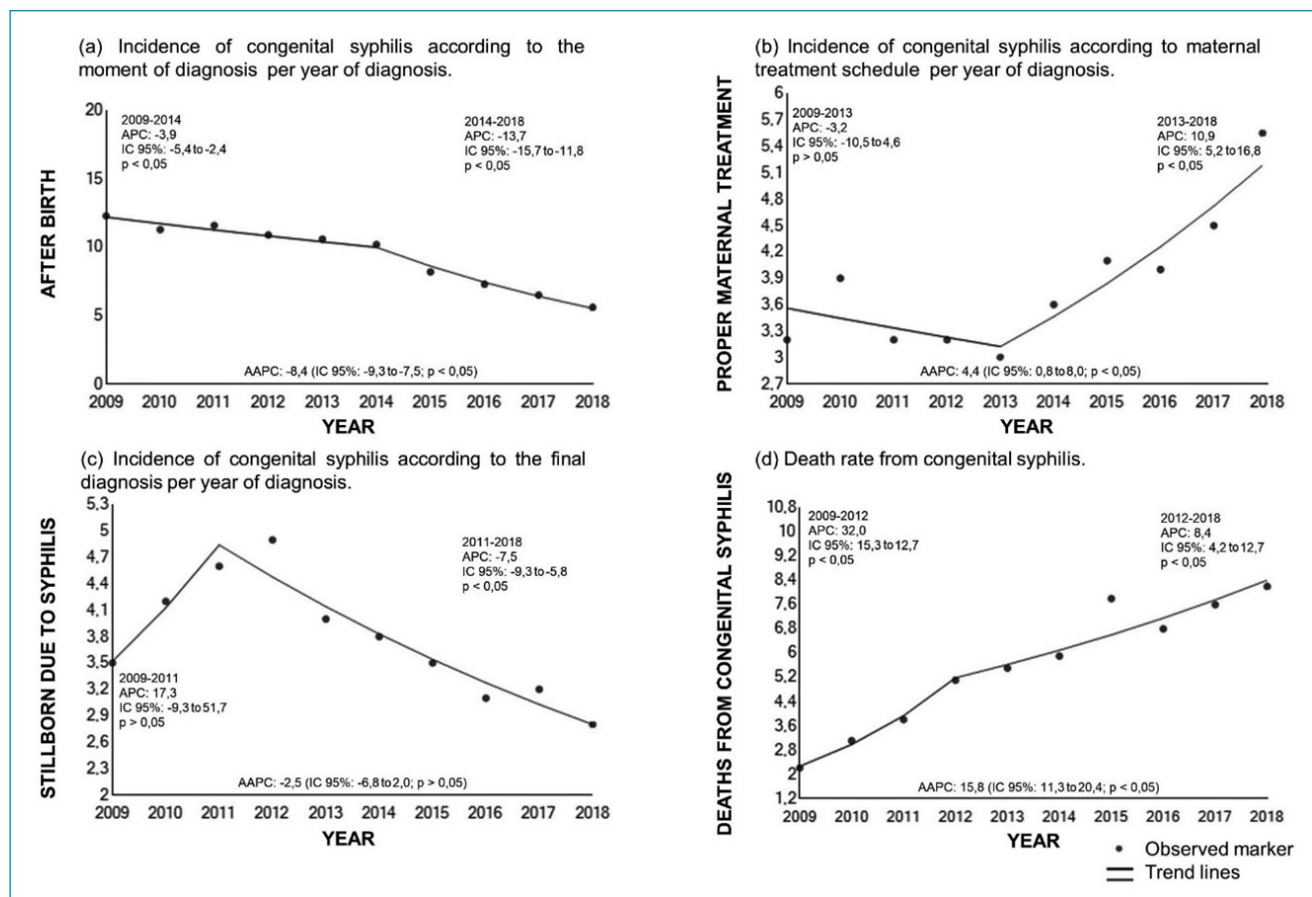 (a) Incidence of congenital syphilis according to the
moment of diagnosis per year of diagnosis.
AFTER BIRTH
20
15
10
5
0
2009-2014
APC: -3,9
IC 95%: -5,4 to -2,4
p < 0,05
2014-2018
APC: -13,7
IC 95%: -15,7 to -11,8
p < 0,05
AAPC: -8,4 (IC 95%: -9,3 to -7,5; p < 0,05)
2009 2010 2011 2012 2013 2014 2015 2016 2017 2018
YEAR
(b) Incidence of congenital syphilis according to maternal
treatment schedule per year of diagnosis.
PROPER MATERNAL TREATMENT
6
5,7
5,4
5,1
4,8
4,5
4,2
3,9
3,6
3,3
3
2,7
2009-2013
APC: -3,2
IC 95%: -10,5 to 4,6
p > 0,05
2013-2018
APC: 10,9
IC 95%: 5,2 to 16,8
p < 0,05
AAPC: 4,4 (IC 95%: 0,8 to 8,0; p < 0,05)
2009 2010 2011 2012 2013 2014 2015 2016 2017 2018
YEAR
(c) Incidence of congenital syphilis according to the final
diagnosis per year of diagnosis.
STILLBORN DUE TO SYPHILIS
5,3
5
4,7
4,4
4,1
3,8
3,5
3,2
2,9
2,6
2,3
2
2011-2018
APC: -7,5
IC 95%: -9,3 to -5,8
p < 0,05
2009-2011
APC: 17,3
IC 95%: -9,3 to 51,7
p > 0,05
AAPC: -2,5 (IC 95%: -6,8 to 2,0; p > 0,05)
2009 2010 2011 2012 2013 2014 2015 2016 2017 2018
YEAR
(d) Death rate from congenital syphilis.
DEATHS FROM CONGENITAL SYPHILIS
10,8
10
9,2
8,4
7,6
6,8
6
5,2
4,4
3,6
2,8
2
1,2
2009-2012
APC: 32,0
IC 95%: 15,3 to 12,7
p < 0,05
2012-2018
APC: 8,4
IC 95%: 4,2 to 12,7
p < 0,05
AAPC: 15,8 (IC 95%: 11,3 to 20,4; p < 0,05)
2009 2010 2011 2012 2013 2014 2015 2016 2017 2018
YEAR
Observed marker
Trend lines